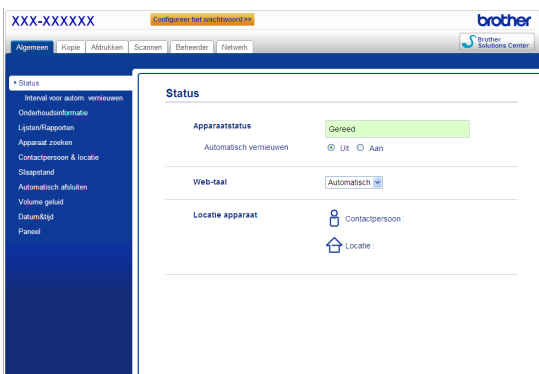 XXX-XXXXXX
Configureer het wachtwoord >>
brother
Algemeen Kopie Afdrukken Scannen Beheerder Netwerk
Brother
Solutions Center
Status
Interval voor autom. vernieuwen
Onderhoudsinformatie
Lijsten/Rapporten
Apparaat zoeken
Contactpersoon & locatie
Slaapstand
Automatisch afsluiten
Volume geluid
Datum&tijd
Paneel
Status
Apparaatstatus Gereed
Automatisch vernieuwen Uit Aan
Web-taal Automatisch
Locatie apparaat Contactpersoon :
Locatie :